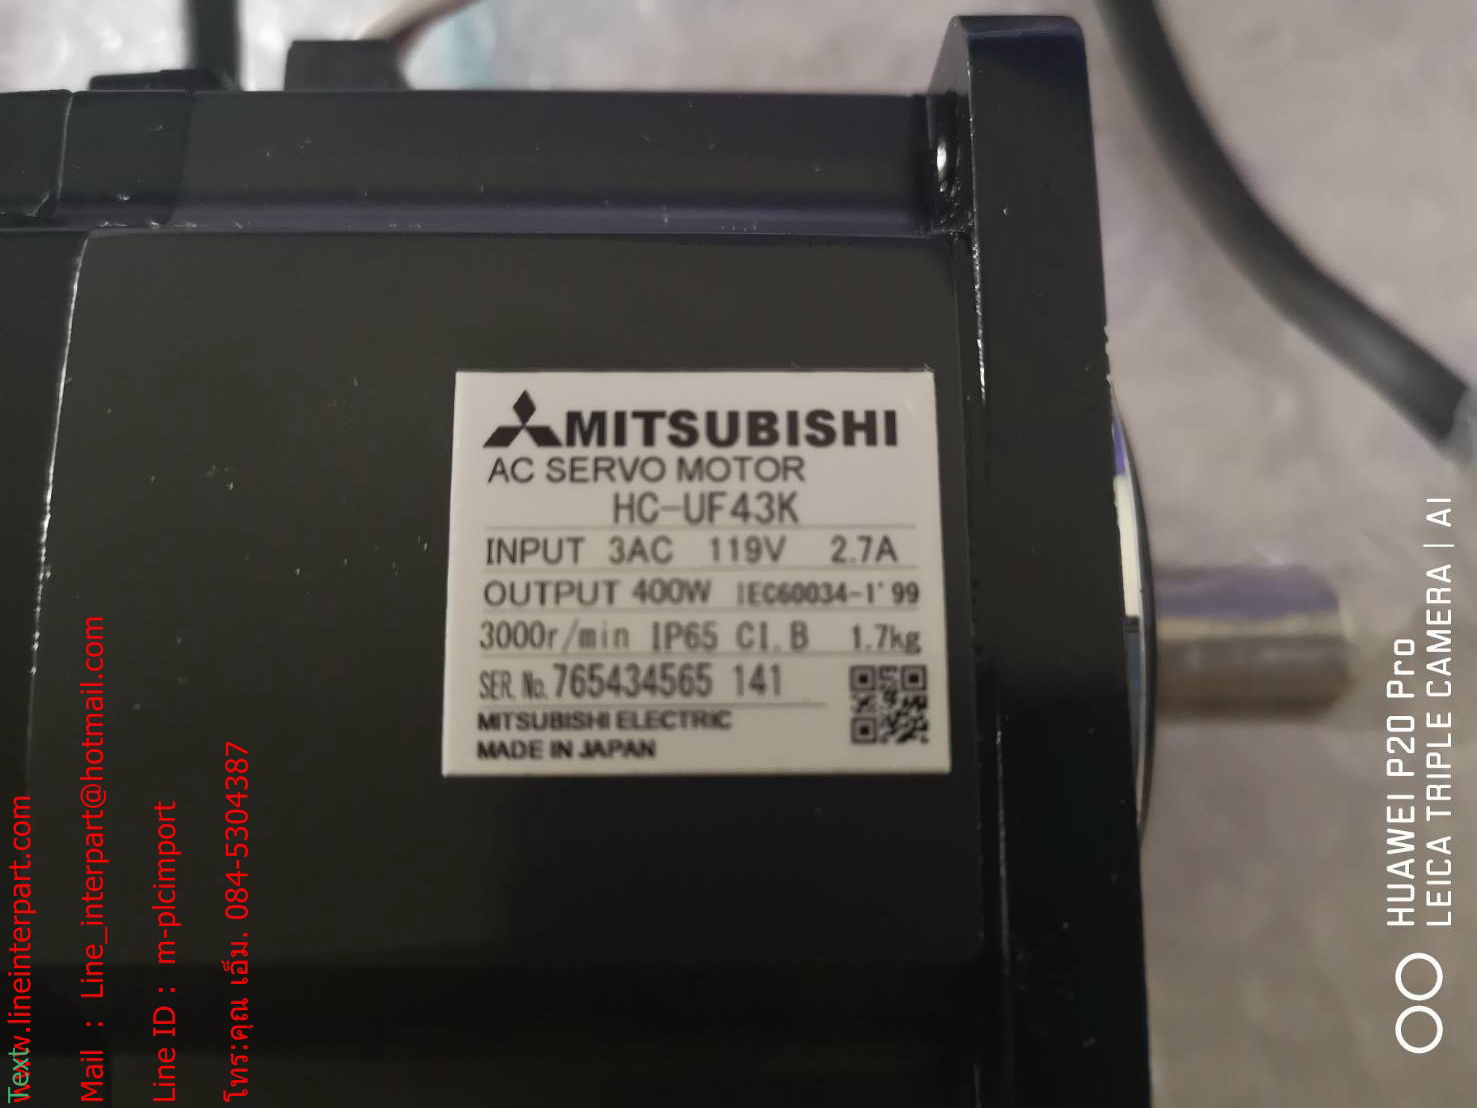 MITSUBISHI
AC SERVO MOTOR
HC-UF43K
INPUT 3AC 119V 2.7A
OUTPUT 400W IEC60034-1'99
3000r/min IP65 CI.B 1.7kg
SER.No.765434565 141
MITSUBISHI ELECTRIC
MADE IN JAPAN
Text
www.lineinterpart.com
Mail : Line_interpart@hotmail.com
Line ID : m-plcimport
โทร:คุณ เอ็ม. 084-5304387
HUAWEI P20 Pro
LEICA TRIPLE CAMERA | AI